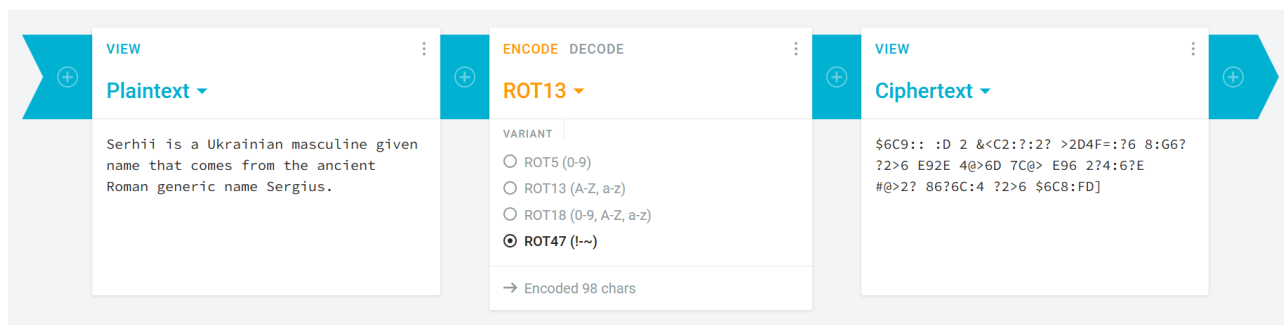 VIEW
Plaintext
Serhii is a Ukrainian masculine given
name that comes from the ancient
Roman generic name Sergius.
ENCODE DECODE
ROT13
VARIANT
ROT5 (0-9)
ROT13 (A-Z, a-z)
ROT18 (0-9, A-Z, a-z)
ROT47 (!-~)
→ Encoded 98 chars
VIEW
Ciphertext
$6C9:: :D 2 &<C2:?:2? >2D4F=:?6 8:G6?
?2>6 E92E 4@>6D 7C@> E96 2?4:6?E
#@>2? 86?6C:4 ?2>6 $6C8:FD]